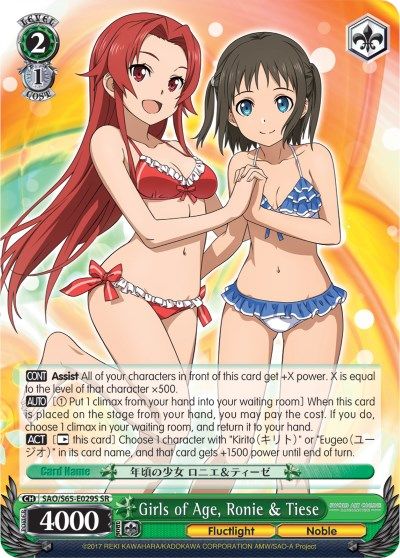 LEVEL
2
1
COST
CONT Assist All of your characters in front of this card get +X power. X is equal
to the level of that character ×500.
AUTO [① Put 1 climax from your hand into your waiting room] When this card
is placed on the stage from your hand, you may pay the cost. If you do,
choose 1 climax in your waiting room, and return it to your hand.
ACT [ this card] Choose 1 character with "Kirito(キリト)" or "Eugeo(ユー
ジオ)" in its card name, and that card gets +1500 power until end of turn.
Card Name 年頃の少女 ロニエ&ティーゼ
CH SAO/S65-E029S SR
Girls of Age, Ronie & Tiese
POWER 4000
SWORD ART ONLINE
Fluctlight Noble
©2017 REKI KAWAHARA/KADOKAWA CORPORATION AMW/SAO-A Project